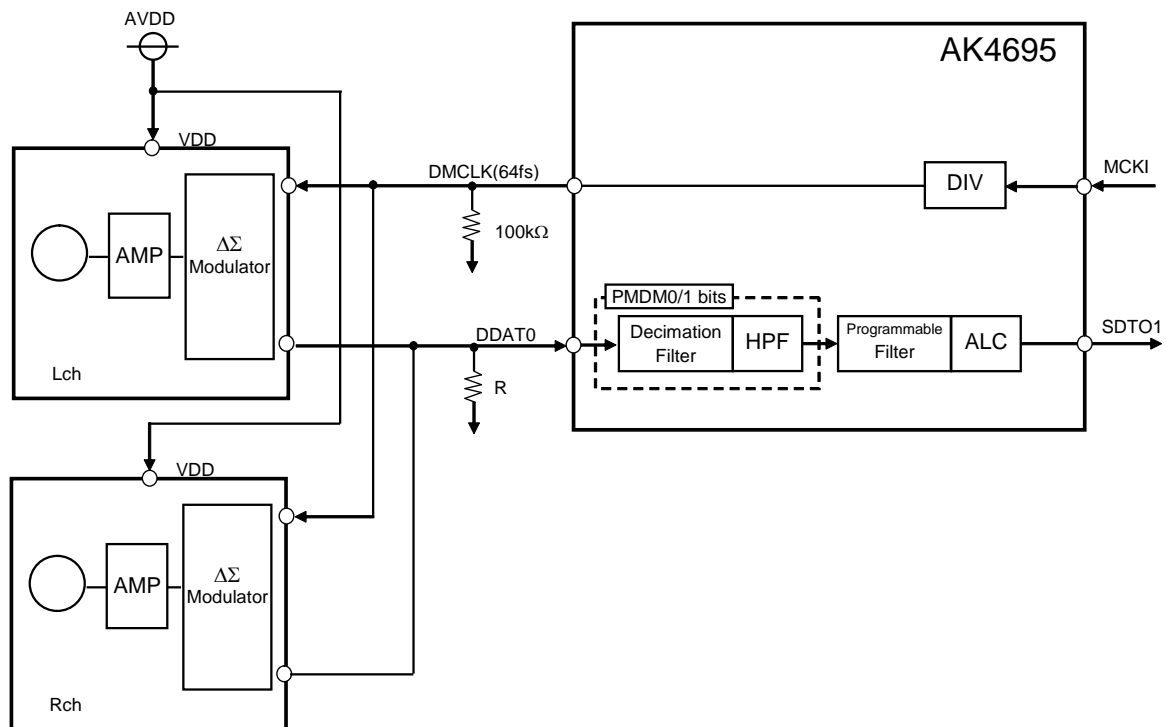 AVDD
AK4695
VDD
DMCLK(64fs)
MCKI
DIV
100kΩ
AMP
ΔΣ
Modulator
Lch
PMDM0/1 bits
DDAT0
Decimation
Filter
HPF
Programmable
Filter
ALC
SDTO1
R
VDD
AMP
ΔΣ
Modulator
Rch